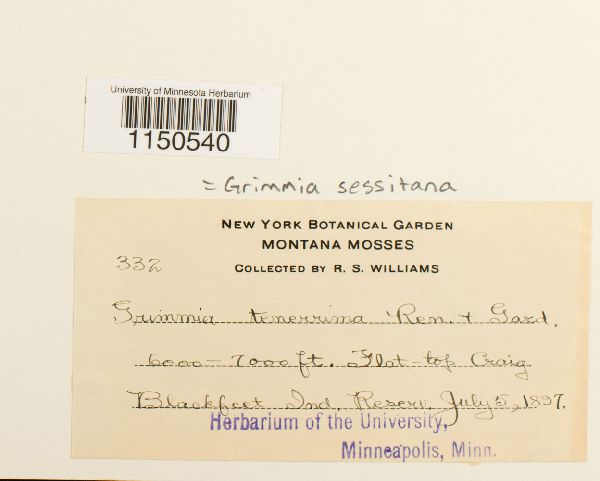 University of Minnesota Herbarium
1150540
= Grimmia sessitana
NEW YORK BOTANICAL GARDEN
MONTANA MOSSES
332
COLLECTED BY R. S. WILLIAMS
Grimmia tenerrima Ren. & Gard.
6000-7000 ft. Flat-top Craig
Blackfeet Ind. Reserv. July 5, 1897.
Herbarium of the University,
Minneapolis, Minn.